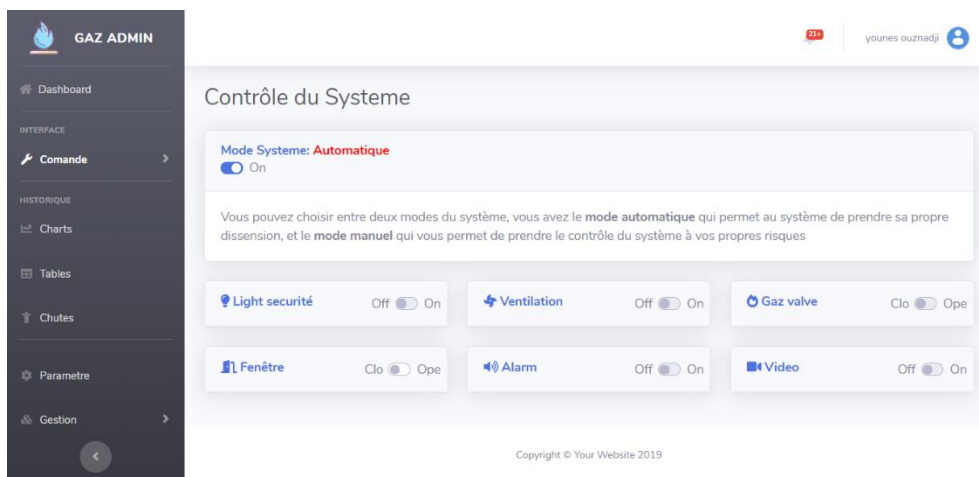 GAZ ADMIN
21+
younes ouznadji
Dashboard
INTERFACE
Comande
HISTORIQUE
Charts
Tables
Chutes
Parametre
Gestion
Contrôle du Systeme
Mode Systeme: Automatique
On
Vous pouvez choisir entre deux modes du système, vous avez le mode automatique qui permet au système de prendre sa propre
dissension, et le mode manuel qui vous permet de prendre le contrôle du système à vos propres risques
Light securité Off On
Ventilation Off On
Gaz valve Clo Ope
Fenêtre Clo Ope
Alarm Off On
Video Off On
Copyright © Your Website 2019